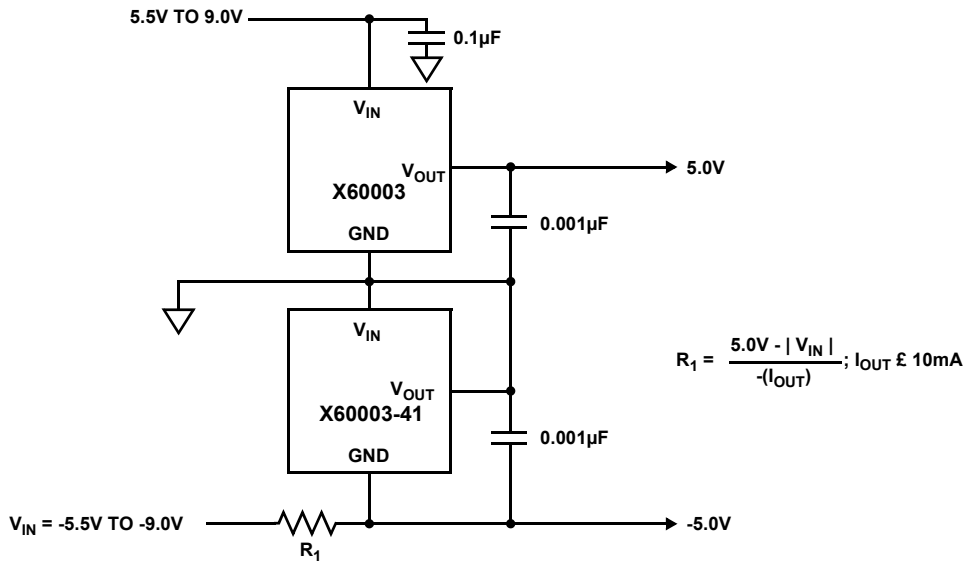 5.5V TO 9.0V
0.1µF
VIN
VOUT
5.0V
X60003
0.001µF
GND
VIN
R1 = 5.0V - | VIN | / -(IOUT) ; IOUT £ 10mA
VOUT
X60003-41
0.001µF
GND
VIN = -5.5V TO -9.0V
-5.0V
R1